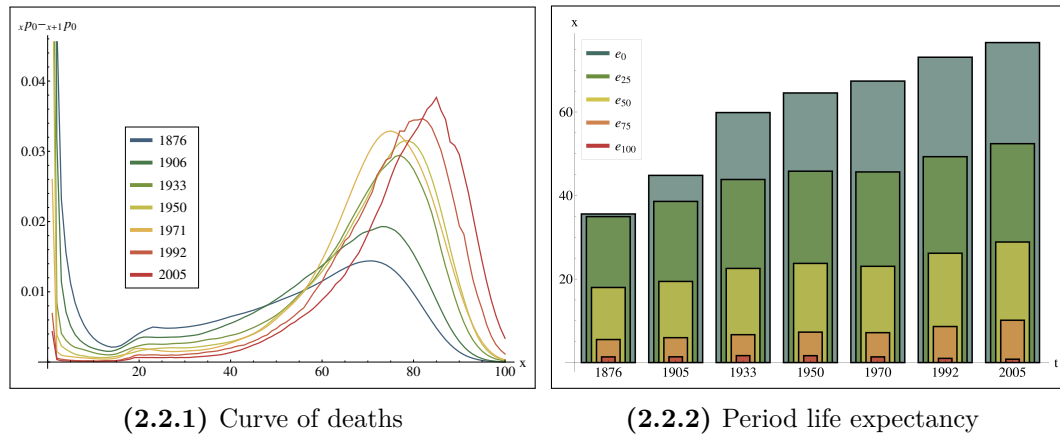 ₓp₀−ₓ₊₁p₀
0.04
0.03
0.02
0.01
1876
1906
1933
1950
1971
1992
2005
0
20
40
60
80
100
x
(2.2.1) Curve of deaths
x
60
40
20
e₀
e₂₅
e₅₀
e₇₅
e₁₀₀
1876
1905
1933
1950
1970
1992
2005
t
(2.2.2) Period life expectancy